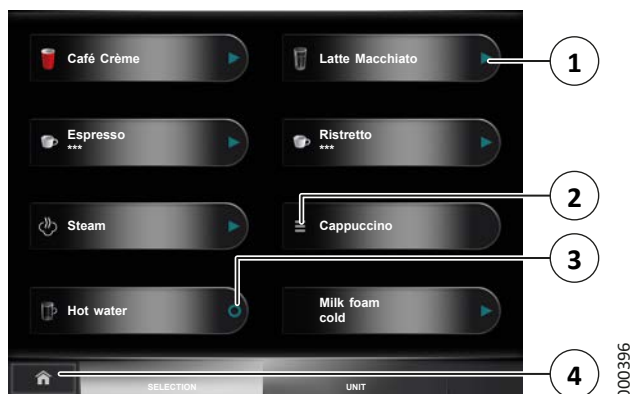 Café Crème
Latte Macchiato
1
Espresso
***
Ristretto
***
2
Steam
Cappuccino
3
Hot water
Milk foam
cold
4
SELECTION
UNIT
000396